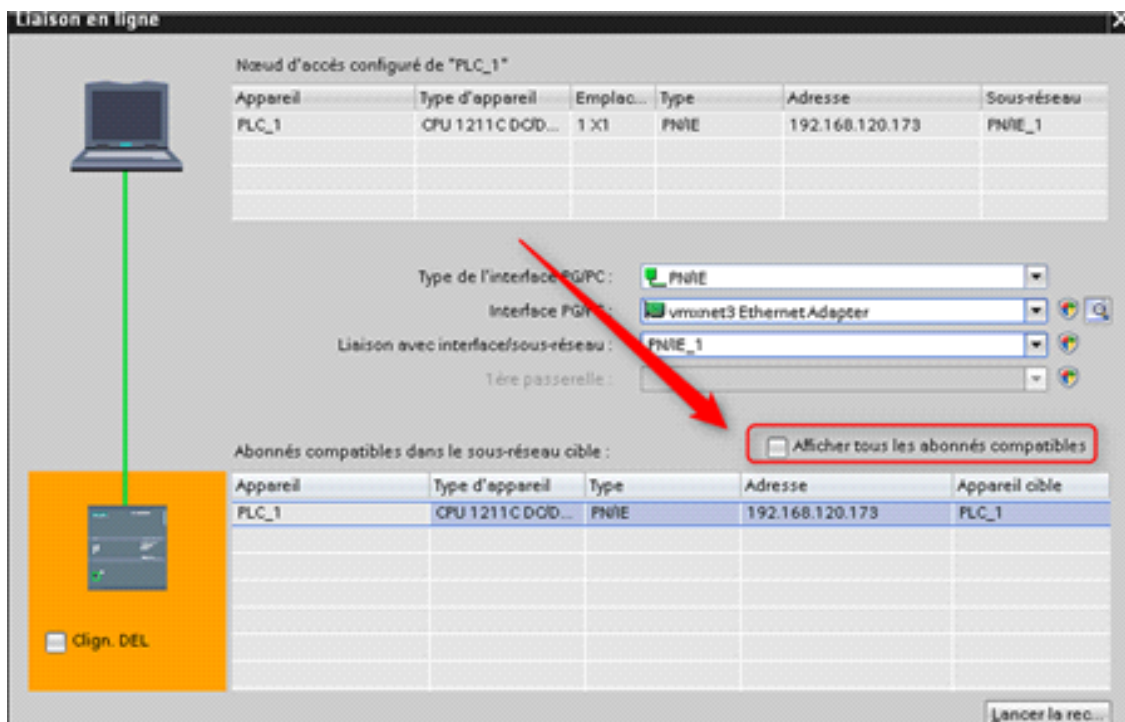 Liaison en ligne
Nœud d'accés configuré de "PLC_1"
Appareil Type d'appareil Emplac... Type Adresse Sous-réseau
PLC_1 CPU 1211C DC/D... 1 X1 PN/IE 192.168.120.173 PN/IE_1
Type de l'interface PG/PC : PN/IE
Interface PG/PC : vmxnet3 Ethernet Adapter
Liaison avec interface/sous-réseau : PN/IE_1
1ére passerelle :
Afficher tous les abonnés compatibles
Abonnés compatibles dans le sous-réseau cible :
Appareil Type d'appareil Type Adresse Appareil cible
PLC_1 CPU 1211C DC/D... PN/IE 192.168.120.173 PLC_1
Clign. DEL
Lancer la rec...